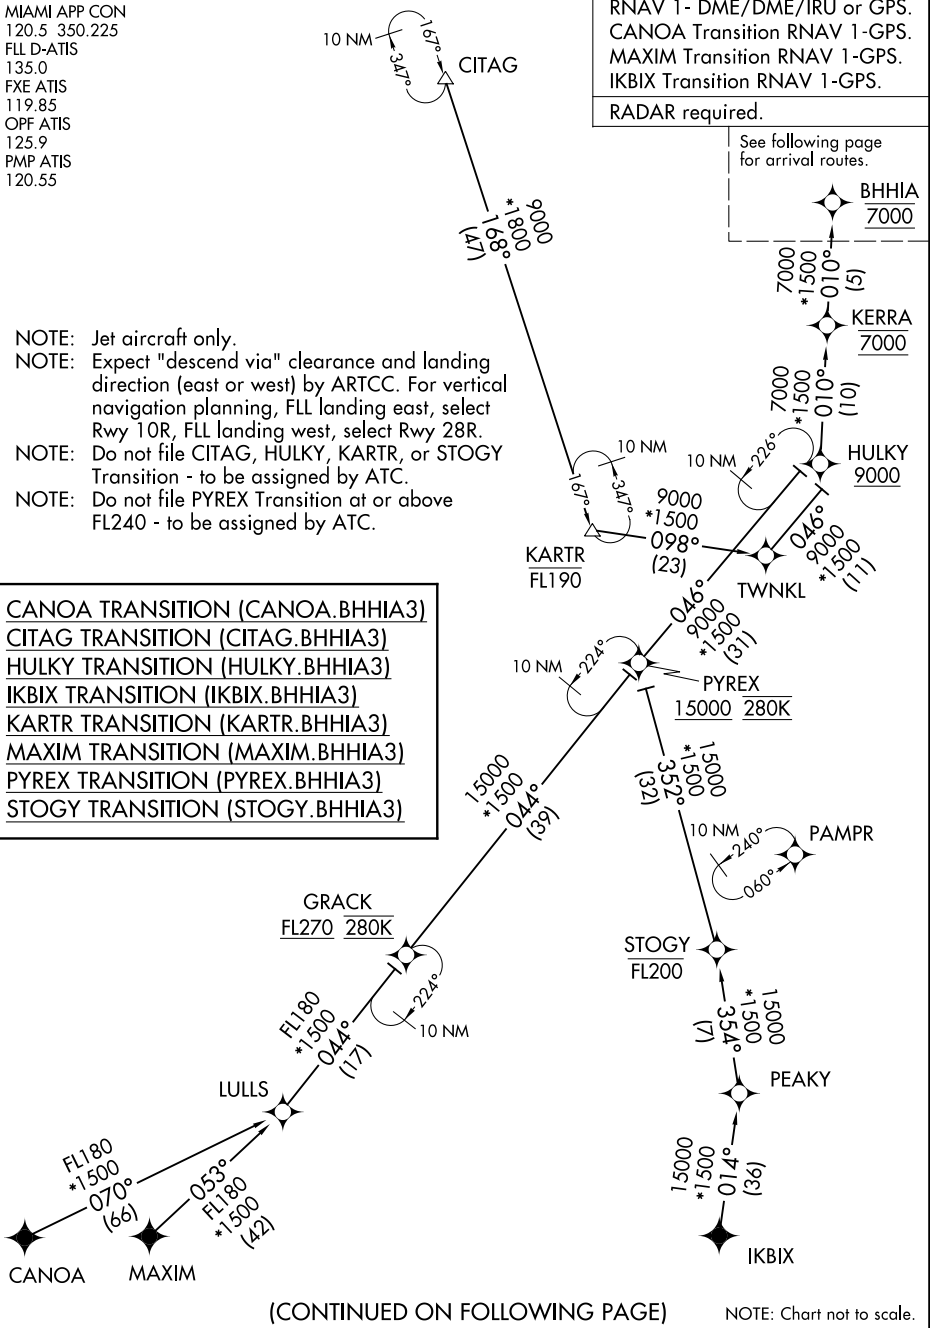 MIAMI APP CON
120.5 350.225
FLL D-ATIS
135.0
FXE ATIS
119.85
OPF ATIS
125.9
PMP ATIS
120.55
RNAV 1- DME/DME/IRU or GPS.
CANOA Transition RNAV 1-GPS.
MAXIM Transition RNAV 1-GPS.
IKBIX Transition RNAV 1-GPS.
RADAR required.
See following page
for arrival routes.
10 NM
167°
347°
CITAG
9000
*1800
168°
(47)
BHHIA
7000
7000
*1500
010°
(5)
KERRA
7000
7000
*1500
010°
(10)
NOTE: Jet aircraft only.
NOTE: Expect "descend via" clearance and landing
direction (east or west) by ARTCC. For vertical
navigation planning, FLL landing east, select
Rwy 10R, FLL landing west, select Rwy 28R.
NOTE: Do not file CITAG, HULKY, KARTR, or STOGY
Transition - to be assigned by ATC.
NOTE: Do not file PYREX Transition at or above
FL240 - to be assigned by ATC.
10 NM
167°
347°
KARTR
FL190
9000
*1500
098°
(23)
10 NM
226°
HULKY
9000
046°
9000
*1500
(11)
TWNKL
046°
9000
*1500
(31)
10 NM
224°
PYREX
15000 280K
CANOA TRANSITION (CANOA.BHHIA3)
CITAG TRANSITION (CITAG.BHHIA3)
HULKY TRANSITION (HULKY.BHHIA3)
IKBIX TRANSITION (IKBIX.BHHIA3)
KARTR TRANSITION (KARTR.BHHIA3)
MAXIM TRANSITION (MAXIM.BHHIA3)
PYREX TRANSITION (PYREX.BHHIA3)
STOGY TRANSITION (STOGY.BHHIA3)
15000
*1500
044°
(39)
15000
*1500
352°
(32)
10 NM
240°
060°
PAMPR
GRACK
FL270 280K
224°
10 NM
STOGY
FL200
FL180
*1500
044°
(17)
15000
*1500
354°
(7)
LULLS
PEAKY
FL180
*1500
070°
(66)
053°
FL180
*1500
(42)
15000
*1500
014°
(36)
CANOA
MAXIM
IKBIX
(CONTINUED ON FOLLOWING PAGE)
NOTE: Chart not to scale.